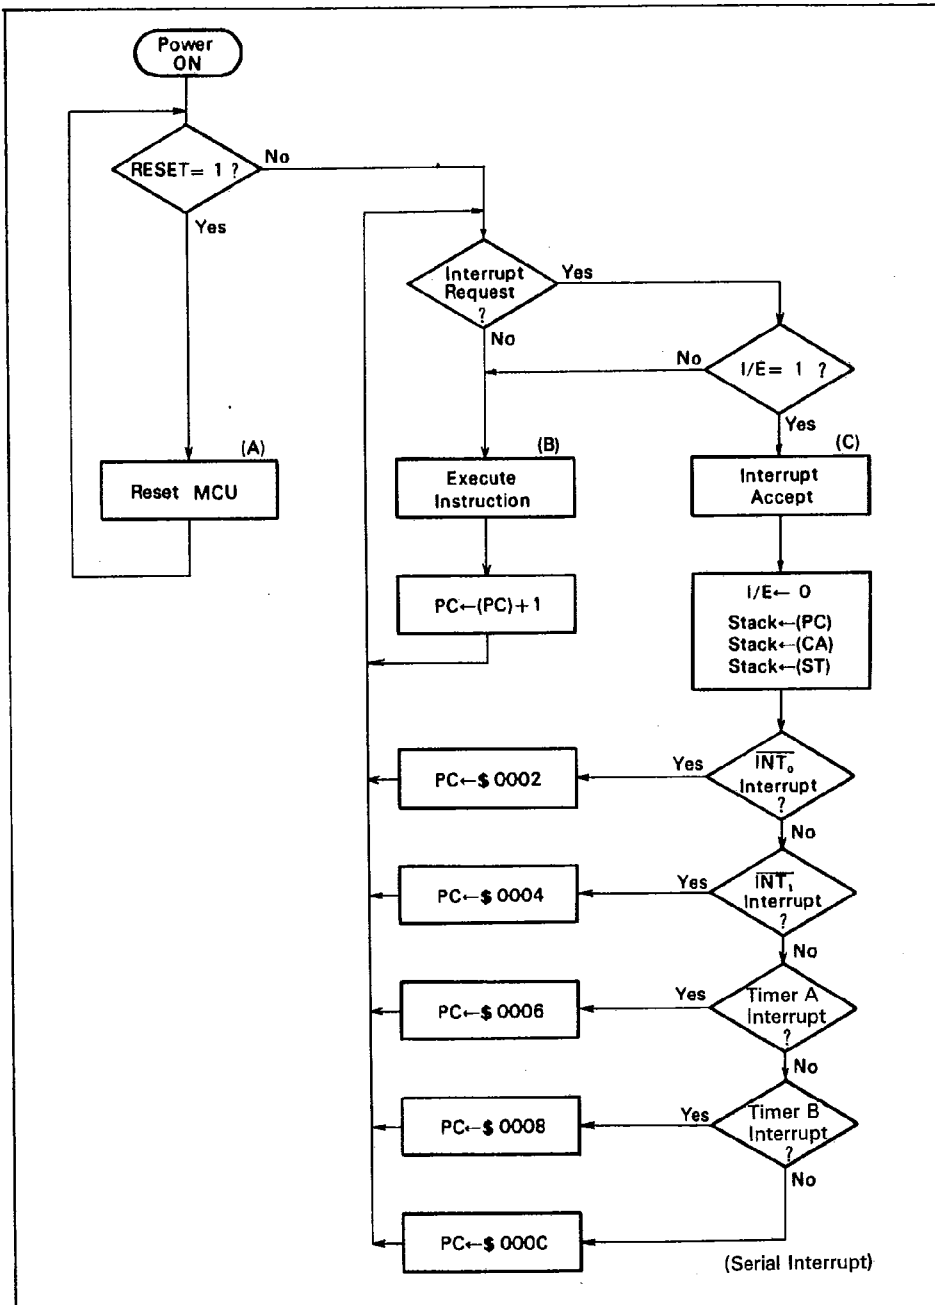 Power
ON
RESET= 1 ?
No
Yes
Interrupt
Request
?
Yes
No
I/E= 1 ?
No
Yes
(A)
Reset MCU
(B)
Execute
Instruction
(C)
Interrupt
Accept
PC←(PC)+1
I/E← 0
Stack←(PC)
Stack←(CA)
Stack←(ST)
PC←$0002
Yes
INT₀
Interrupt
?
No
PC←$0004
Yes
INT₁
Interrupt
?
No
PC←$0006
Yes
Timer A
Interrupt
?
No
PC←$0008
Yes
Timer B
Interrupt
?
No
PC←$000C
(Serial Interrupt)